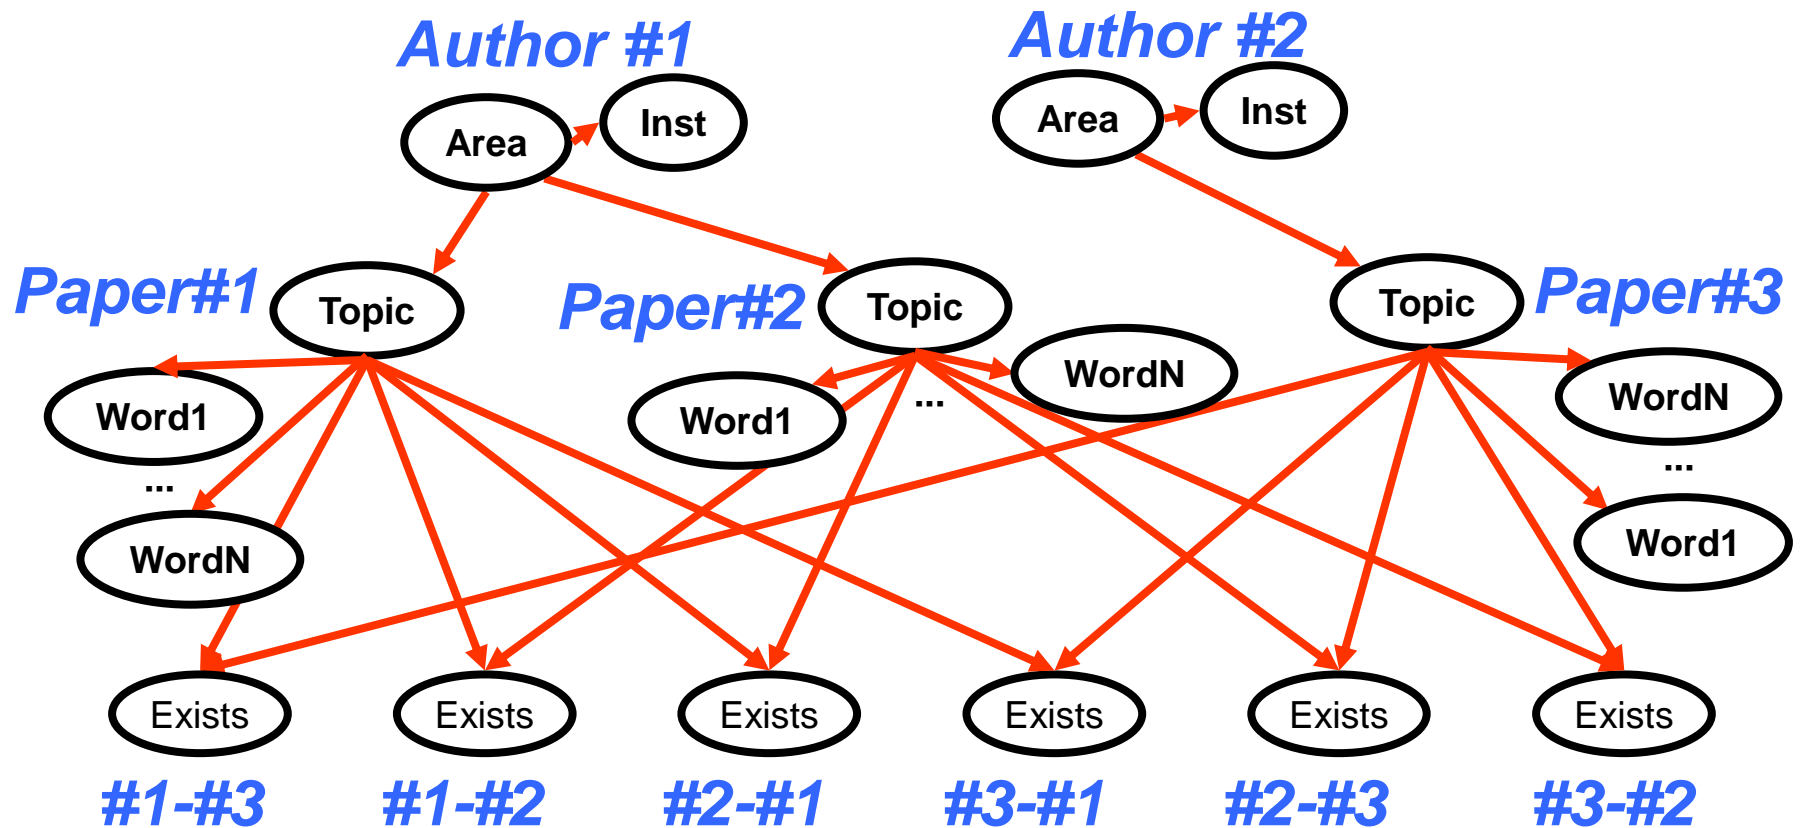 Author #1
Author #2
Area
Inst
Area
Inst
Paper#1
Topic
Paper#2
Topic
Topic
Paper#3
Word1
...
WordN
Word1
...
WordN
WordN
...
Word1
Exists
Exists
Exists
Exists
Exists
Exists
#1-#3
#1-#2
#2-#1
#3-#1
#2-#3
#3-#2